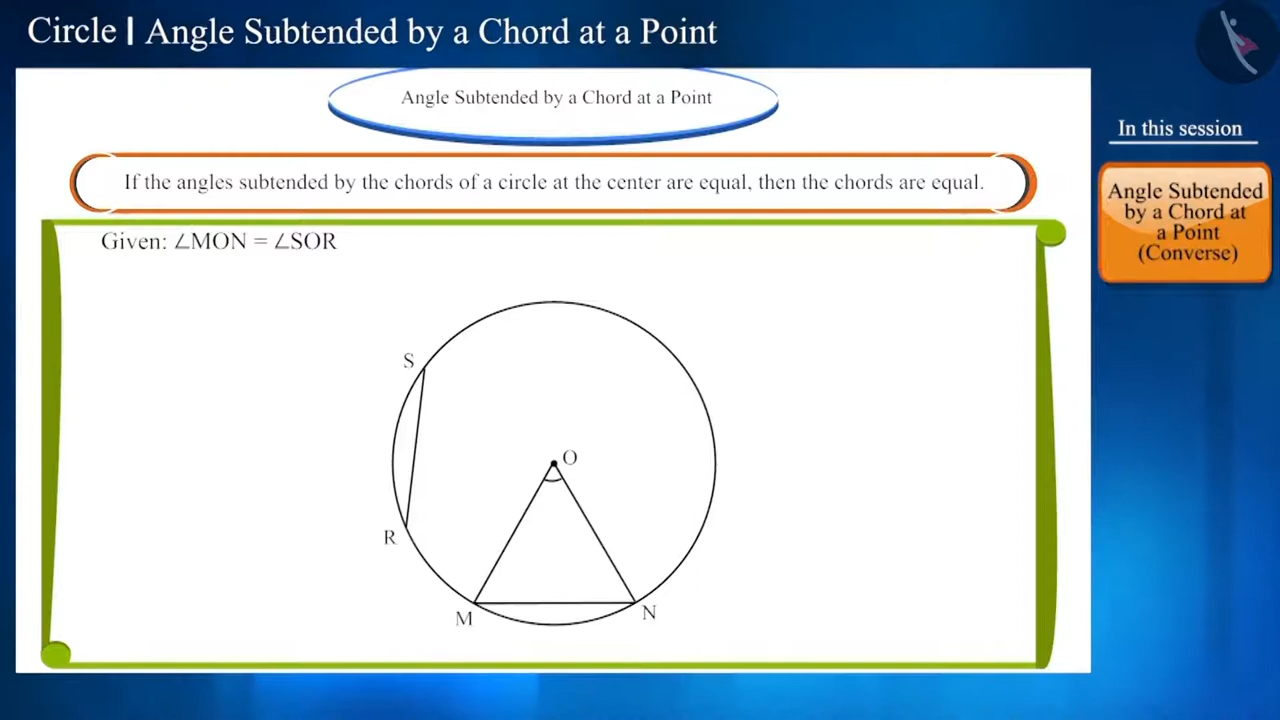 Circle | Angle Subtended by a Chord at a Point
Angle Subtended by a Chord at a Point
In this session
If the angles subtended by the chords of a circle at the center are equal, then the chords are equal.
Angle Subtended
by a Chord at
a Point
(Converse)
Given: ∠MON = ∠SOR
S
O
R
M
N